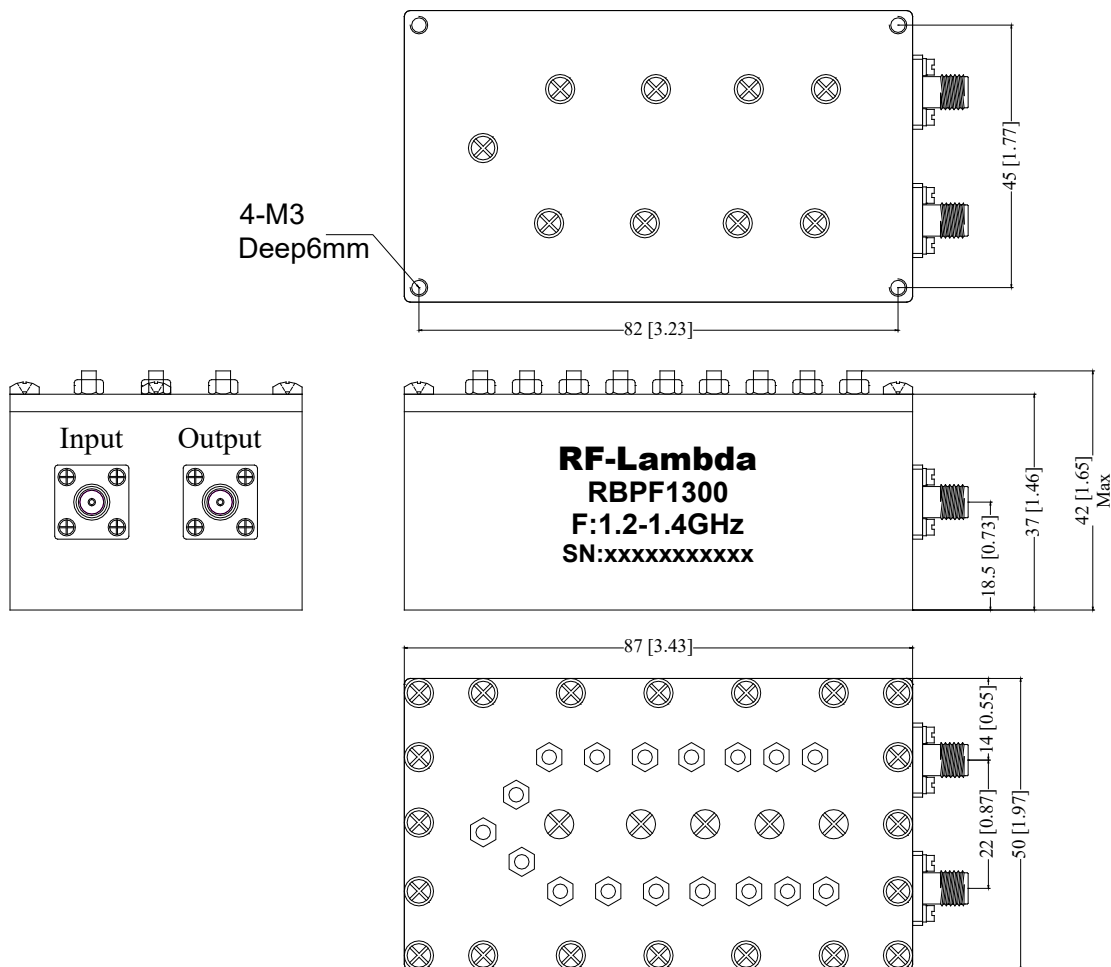 45 [1.77]
4-M3
Deep6mm
82 [3.23]
Input
Output
RF-Lambda
RBPF1300
F:1.2-1.4GHz
SN:xxxxxxxxxxx
18.5 [0.73]
37 [1.46]
42 [1.65]
Max
87 [3.43]
14 [0.55]
22 [0.87]
50 [1.97]